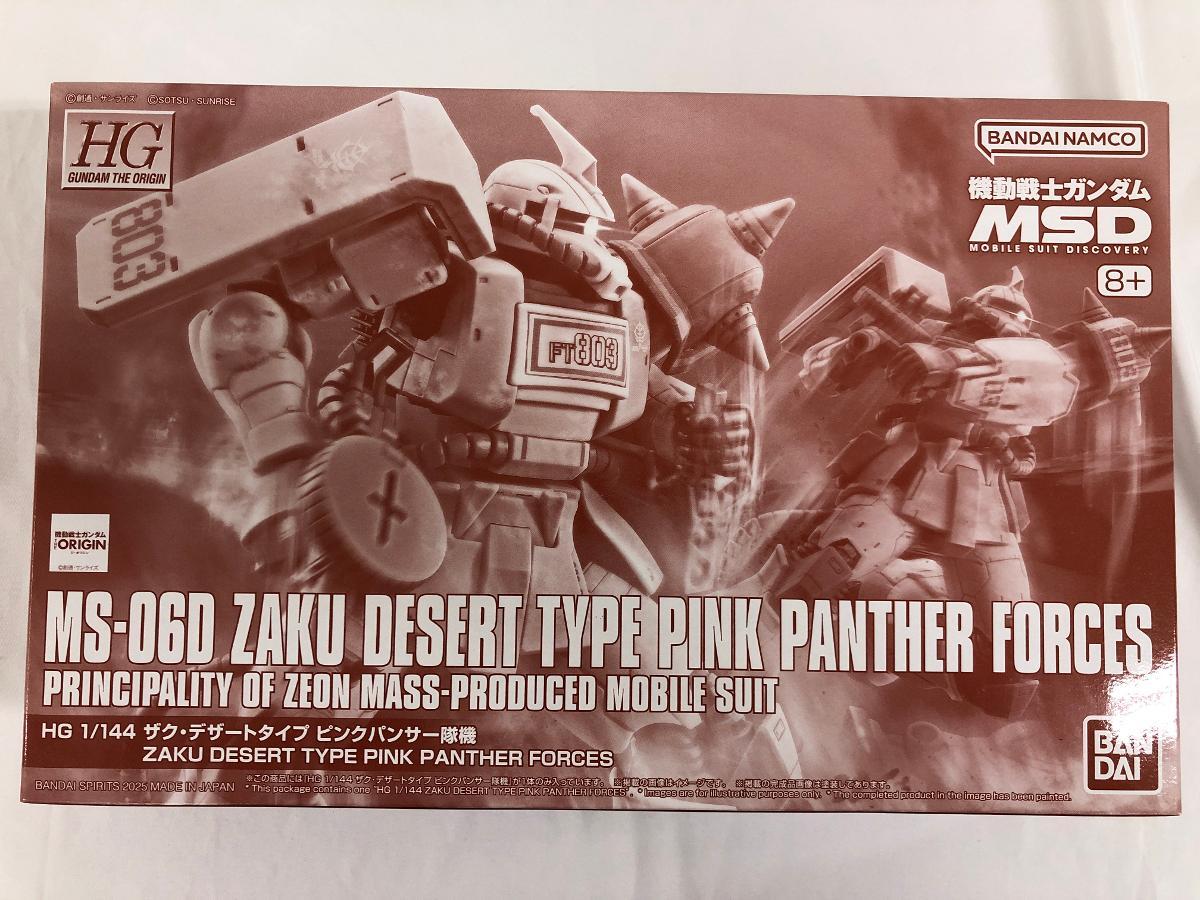 ©創通・サンライズ ©SOTSU・SUNRISE
HG
GUNDAM THE ORIGIN
BANDAI NAMCO
機動戦士ガンダム
MSD
MOBILE SUIT DISCOVERY
8+
803
FT803
803
機動戦士ガンダム
THE ORIGIN
©創通・サンライズ
MS-06D ZAKU DESERT TYPE PINK PANTHER FORCES
PRINCIPALITY OF ZEON MASS-PRODUCED MOBILE SUIT
HG 1/144 ザク・デザートタイプ ピンクパンサー隊機
ZAKU DESERT TYPE PINK PANTHER FORCES
BAN
DAI
※この商品には「HG 1/144 ザク・デザートタイプ ピンクパンサー隊機」が1体のみ入っています。 ※掲載の画像はイメージです。 ※掲載の完成品画像は塗装してあります。
BANDAI SPIRITS 2025 MADE IN JAPAN
* This package contains one "HG 1/144 ZAKU DESERT TYPE PINK PANTHER FORCES". * Images are for illustrative purposes only. * The completed product in the image has been painted.